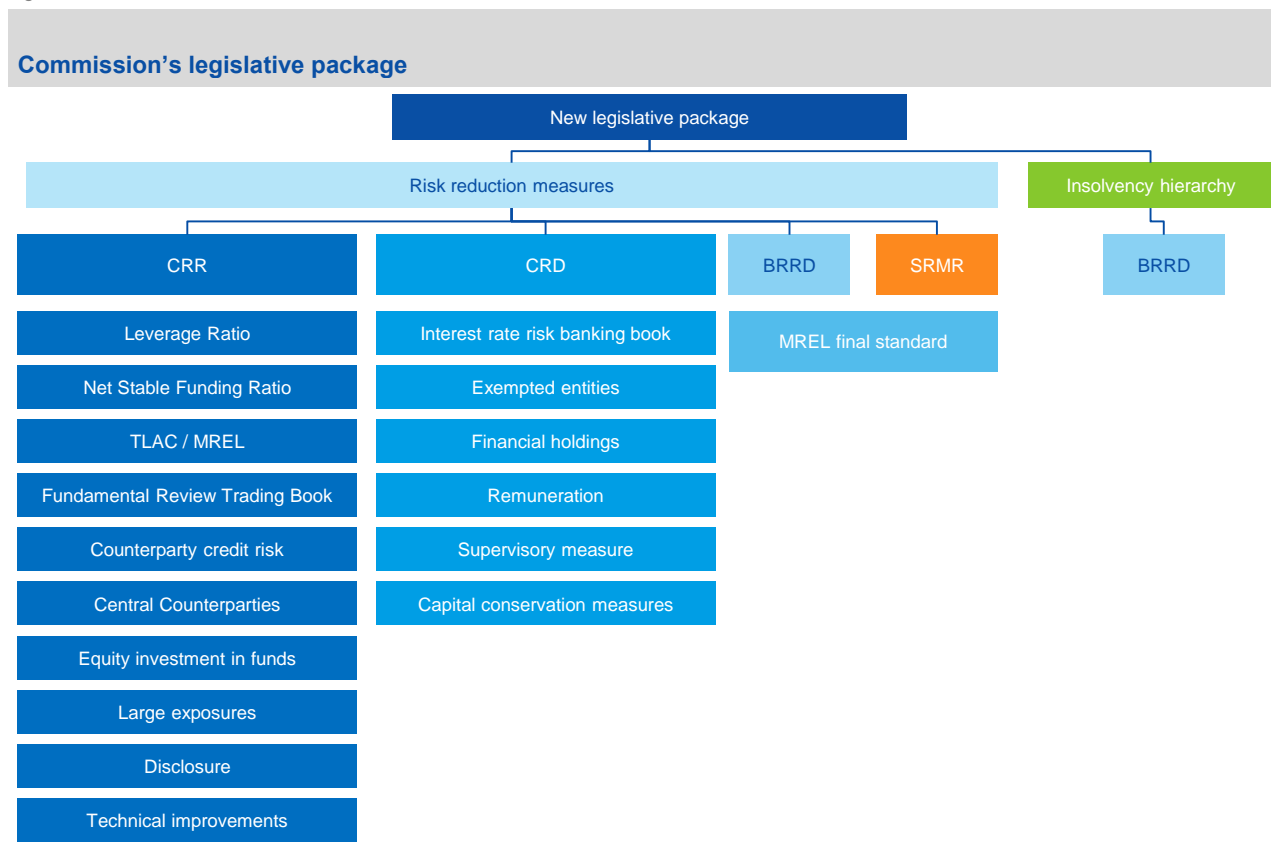 Commission's legislative package
New legislative package
Risk reduction measures
Insolvency hierarchy
CRR
CRD
BRRD
SRMR
BRRD
Leverage Ratio
Interest rate risk banking book
MREL final standard
Net Stable Funding Ratio
Exempted entities
TLAC / MREL
Financial holdings
Fundamental Review Trading Book
Remuneration
Counterparty credit risk
Supervisory measure
Central Counterparties
Capital conservation measures
Equity investment in funds
Large exposures
Disclosure
Technical improvements